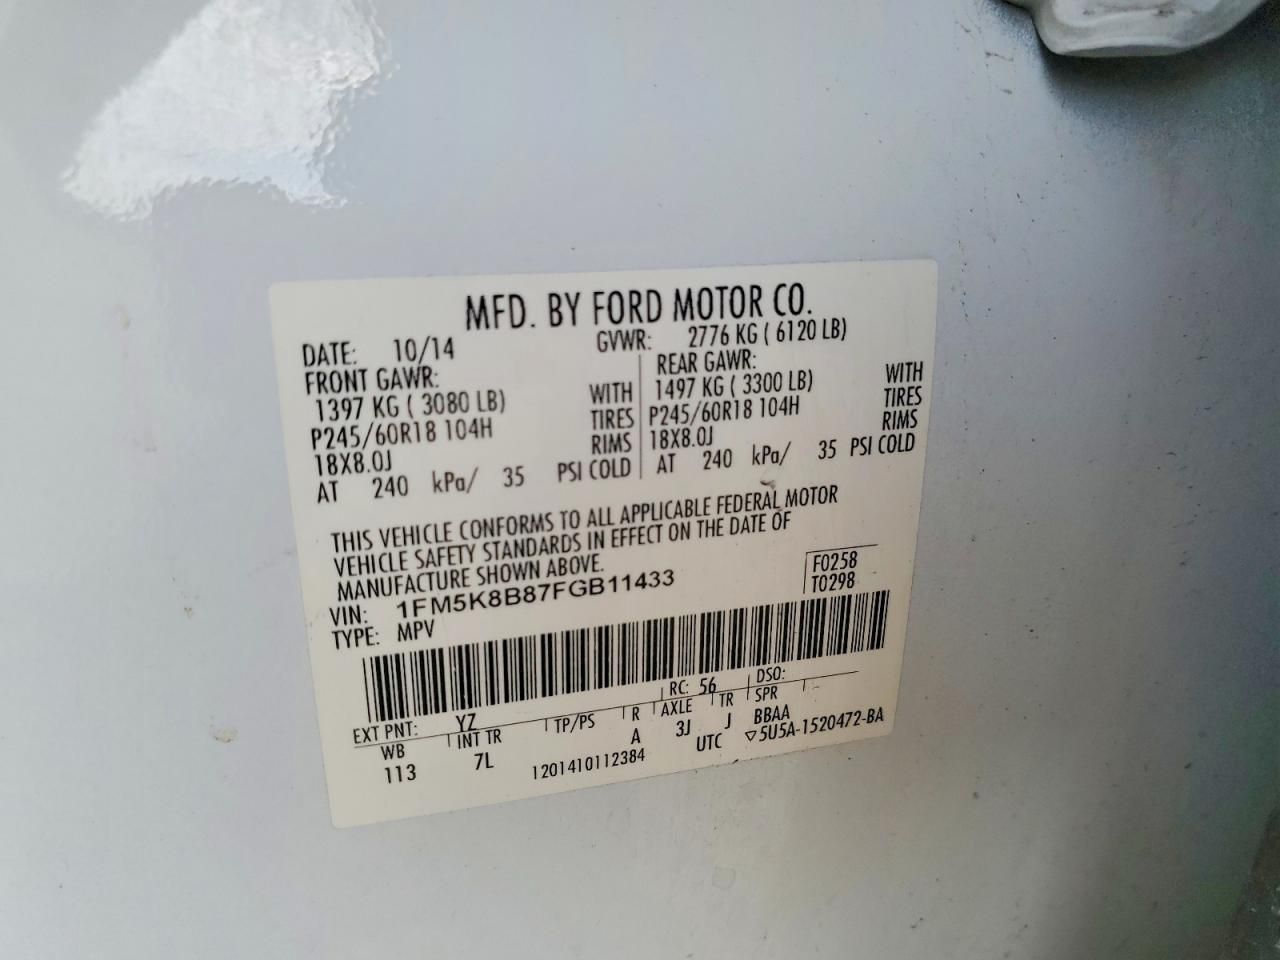 MFD. BY FORD MOTOR CO.
DATE: 10/14 GVWR: 2776 KG ( 6120 LB)
FRONT GAWR: REAR GAWR:
1397 KG ( 3080 LB) WITH 1497 KG ( 3300 LB) WITH
P245/60R18 104H TIRES P245/60R18 104H TIRES
18X8.0J RIMS 18X8.0J RIMS
AT 240 kPa/ 35 PSI COLD AT 240 kPa/ 35 PSI COLD
THIS VEHICLE CONFORMS TO ALL APPLICABLE FEDERAL MOTOR
VEHICLE SAFETY STANDARDS IN EFFECT ON THE DATE OF
MANUFACTURE SHOWN ABOVE.
VIN: 1FM5K8B87FGB11433 F0258
TYPE: MPV T0298
EXT PNT: YZ RC: 56 DSO:
WB INT TR TP/PS R AXLE TR SPR
113 7L A 3J J BBAA
1201410112384 UTC ▽5U5A-1520472-BA